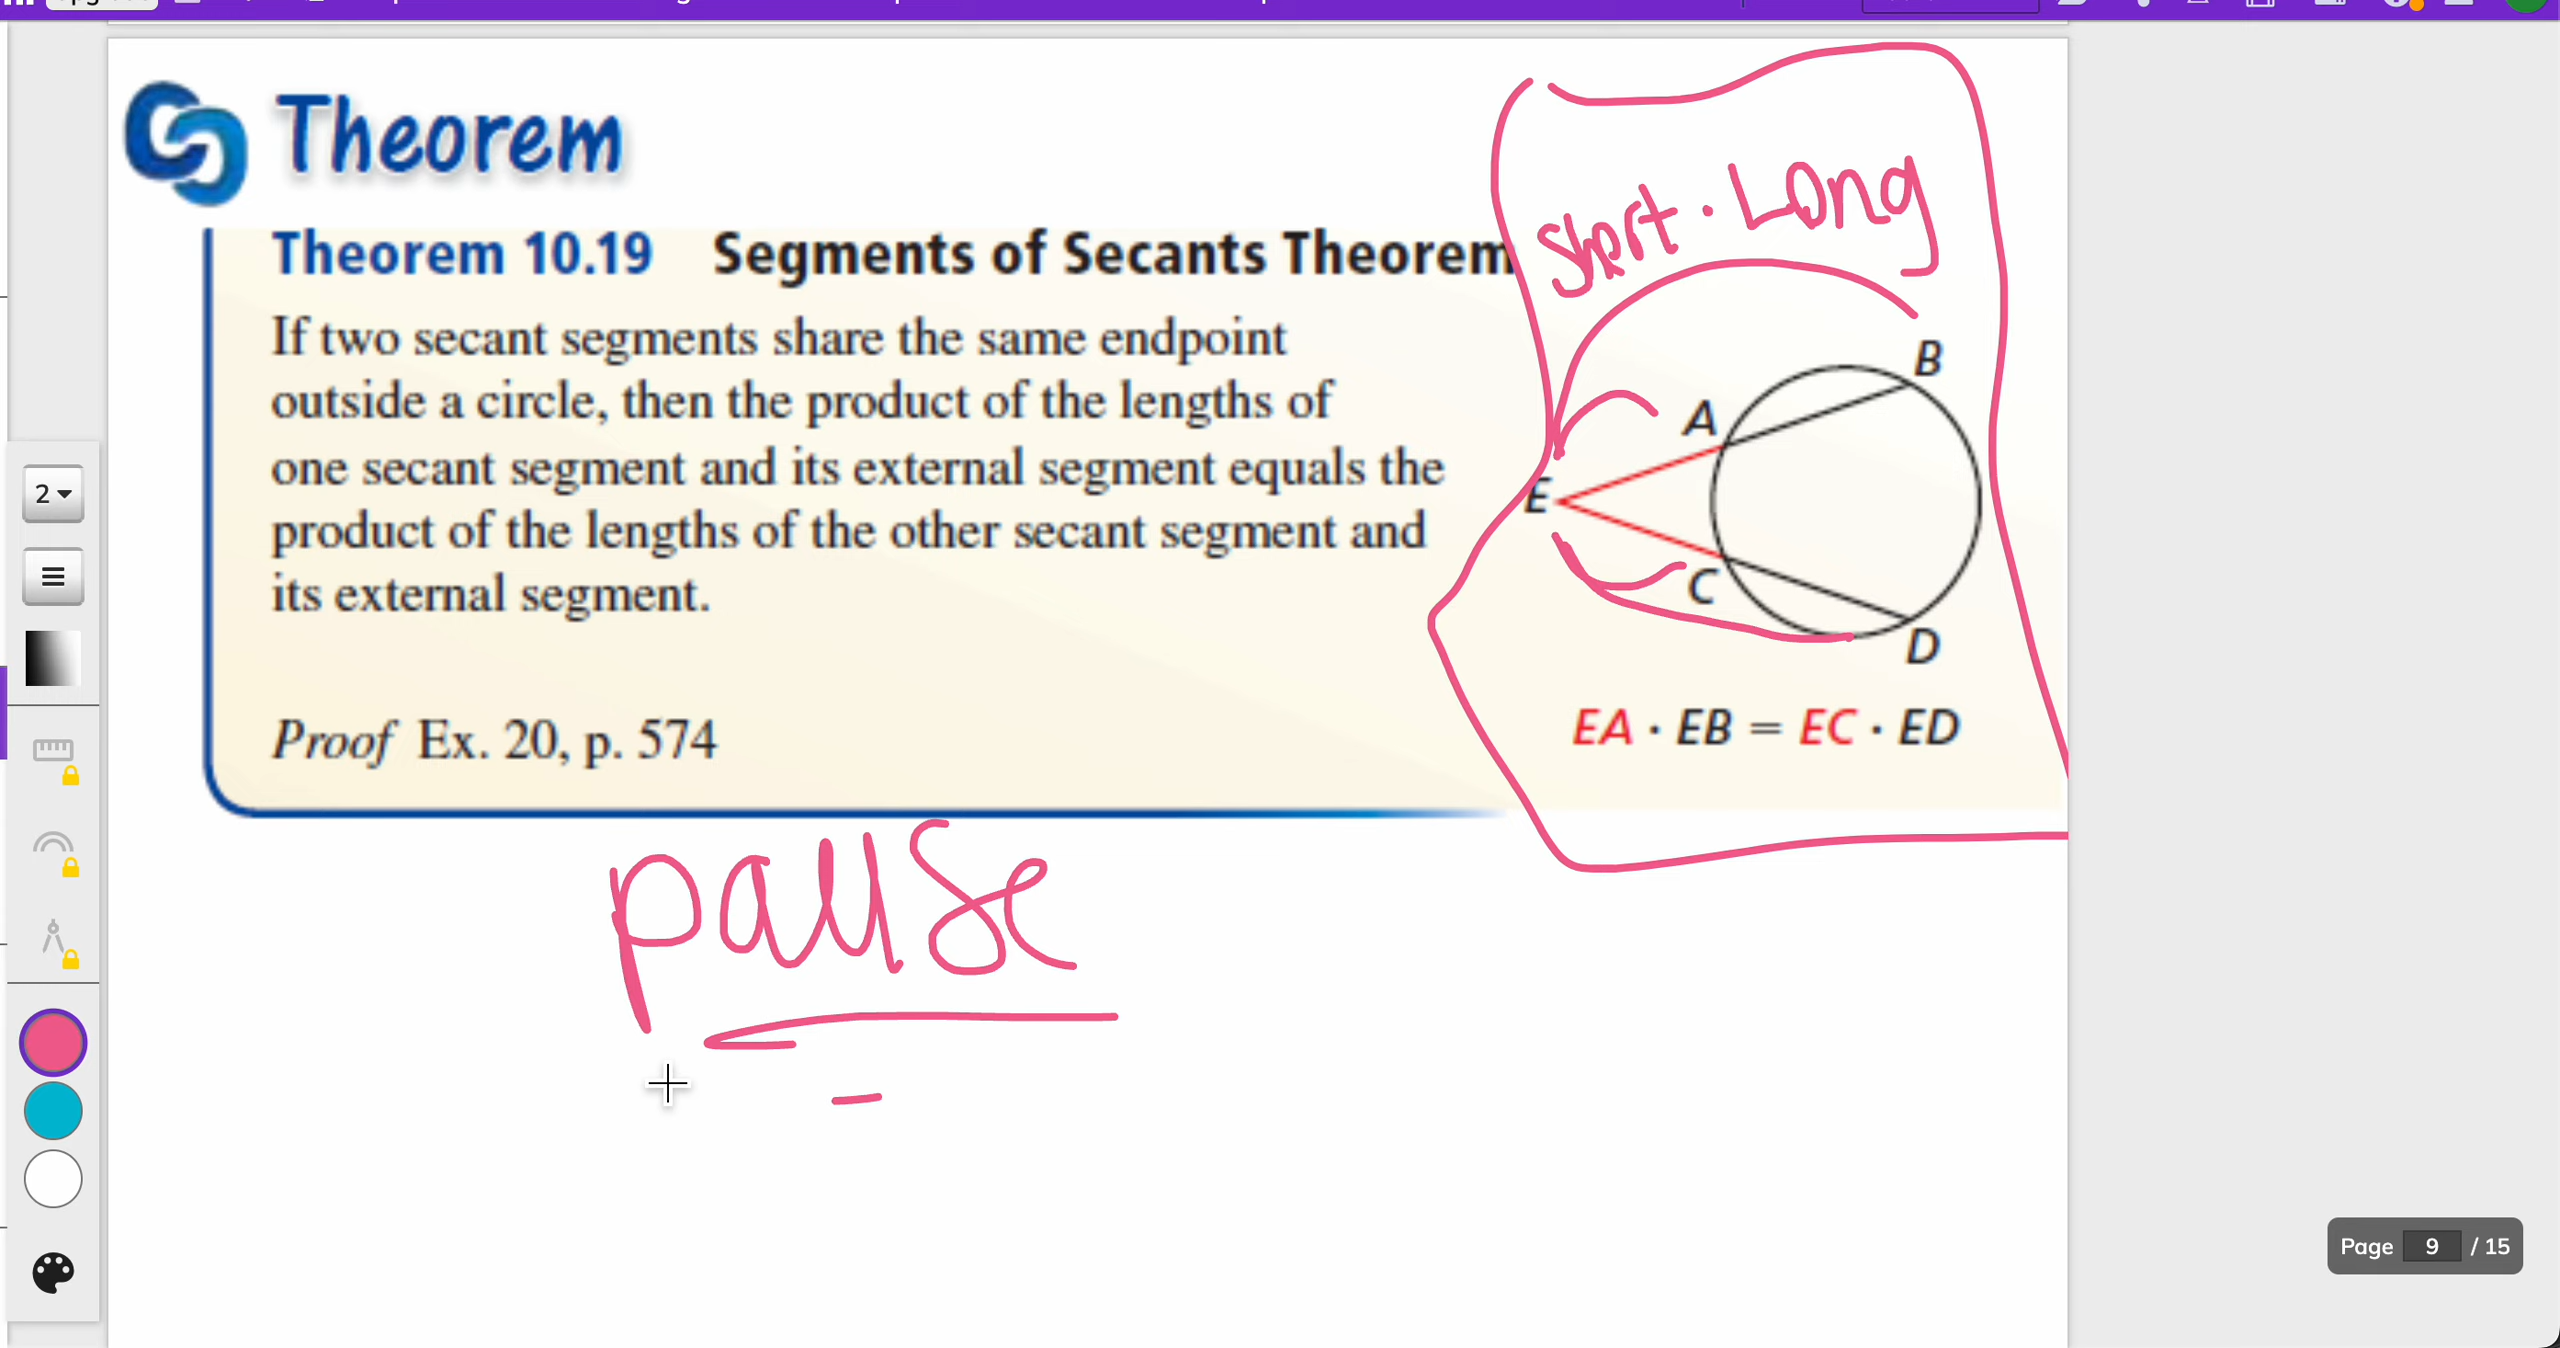 Theorem
Short · Long
Theorem 10.19 Segments of Secants Theorem
If two secant segments share the same endpoint
outside a circle, then the product of the lengths of
one secant segment and its external segment equals the
product of the lengths of the other secant segment and
its external segment.
Proof Ex. 20, p. 574
B
A
E
C
D
EA · EB = EC · ED
pause
2
Page 9 / 15